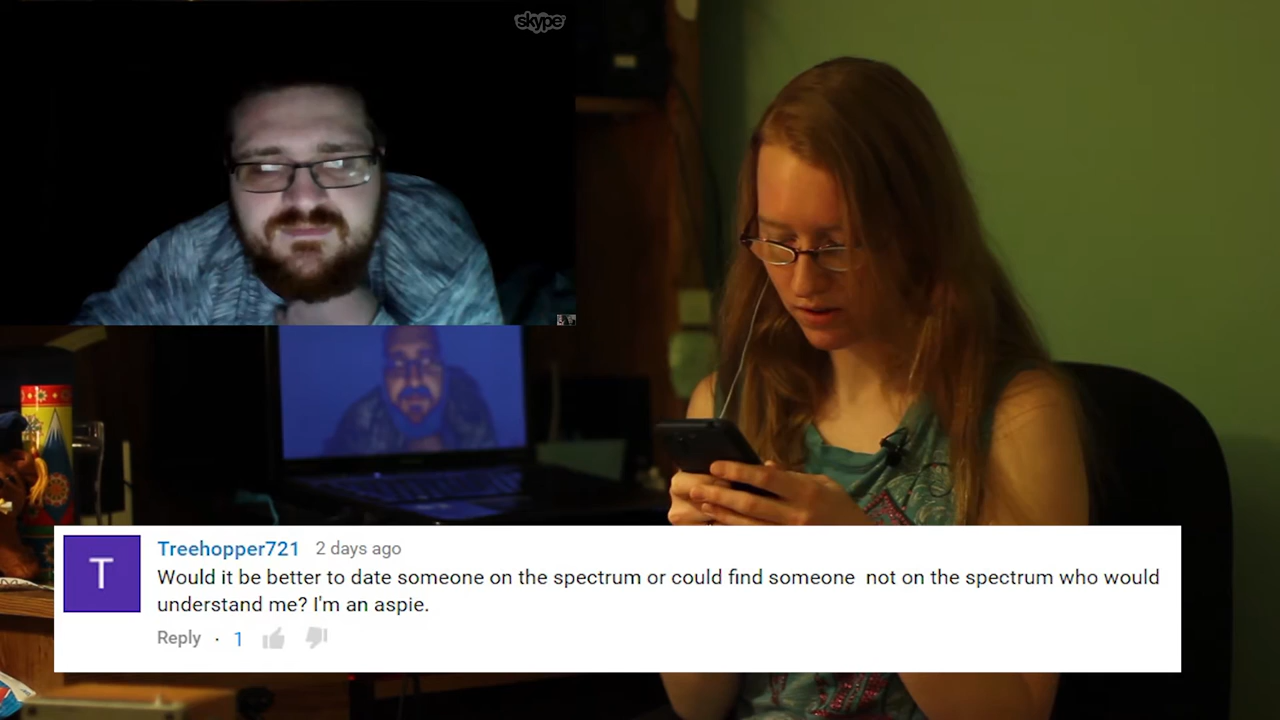 skype
T
Treehopper721 2 days ago
Would it be better to date someone on the spectrum or could find someone  not on the spectrum who would
understand me? I'm an aspie.
Reply · 1